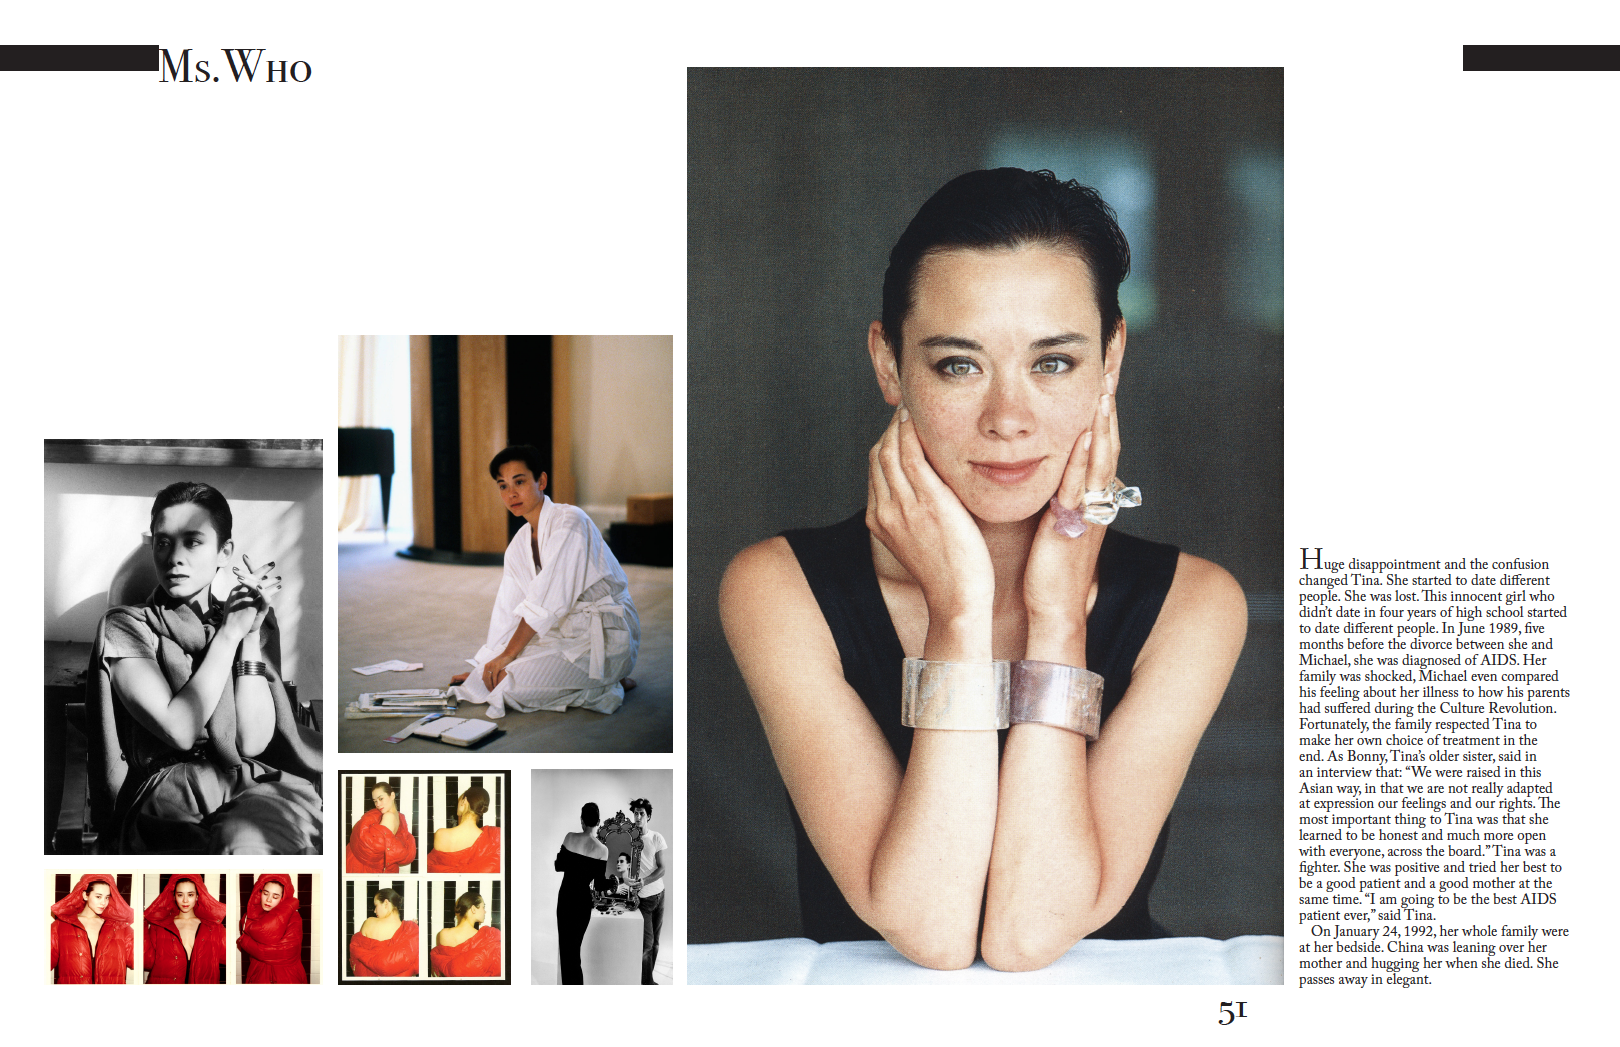 Ms. Who
Huge disappointment and the confusion
changed Tina. She started to date different
people. She was lost. This innocent girl who
didn't date in four years of high school started
to date different people. In June 1989, five
months before the divorce between she and
Michael, she was diagnosed of AIDS. Her
family was shocked, Michael even compared
his feeling about her illness to how his parents
had suffered during the Culture Revolution.
Fortunately, the family respected Tina to
make her own choice of treatment in the
end. As Bonny, Tina's older sister, said in
an interview that: “We were raised in this
Asian way, in that we are not really adapted
at expression our feelings and our rights. The
most important thing to Tina was that she
learned to be honest and much more open
with everyone, across the board.” Tina was a
fighter. She was positive and tried her best to
be a good patient and a good mother at the
same time. “I am going to be the best AIDS
patient ever,” said Tina.
On January 24, 1992, her whole family were
at her bedside. China was leaning over her
mother and hugging her when she died. She
passes away in elegant.
51